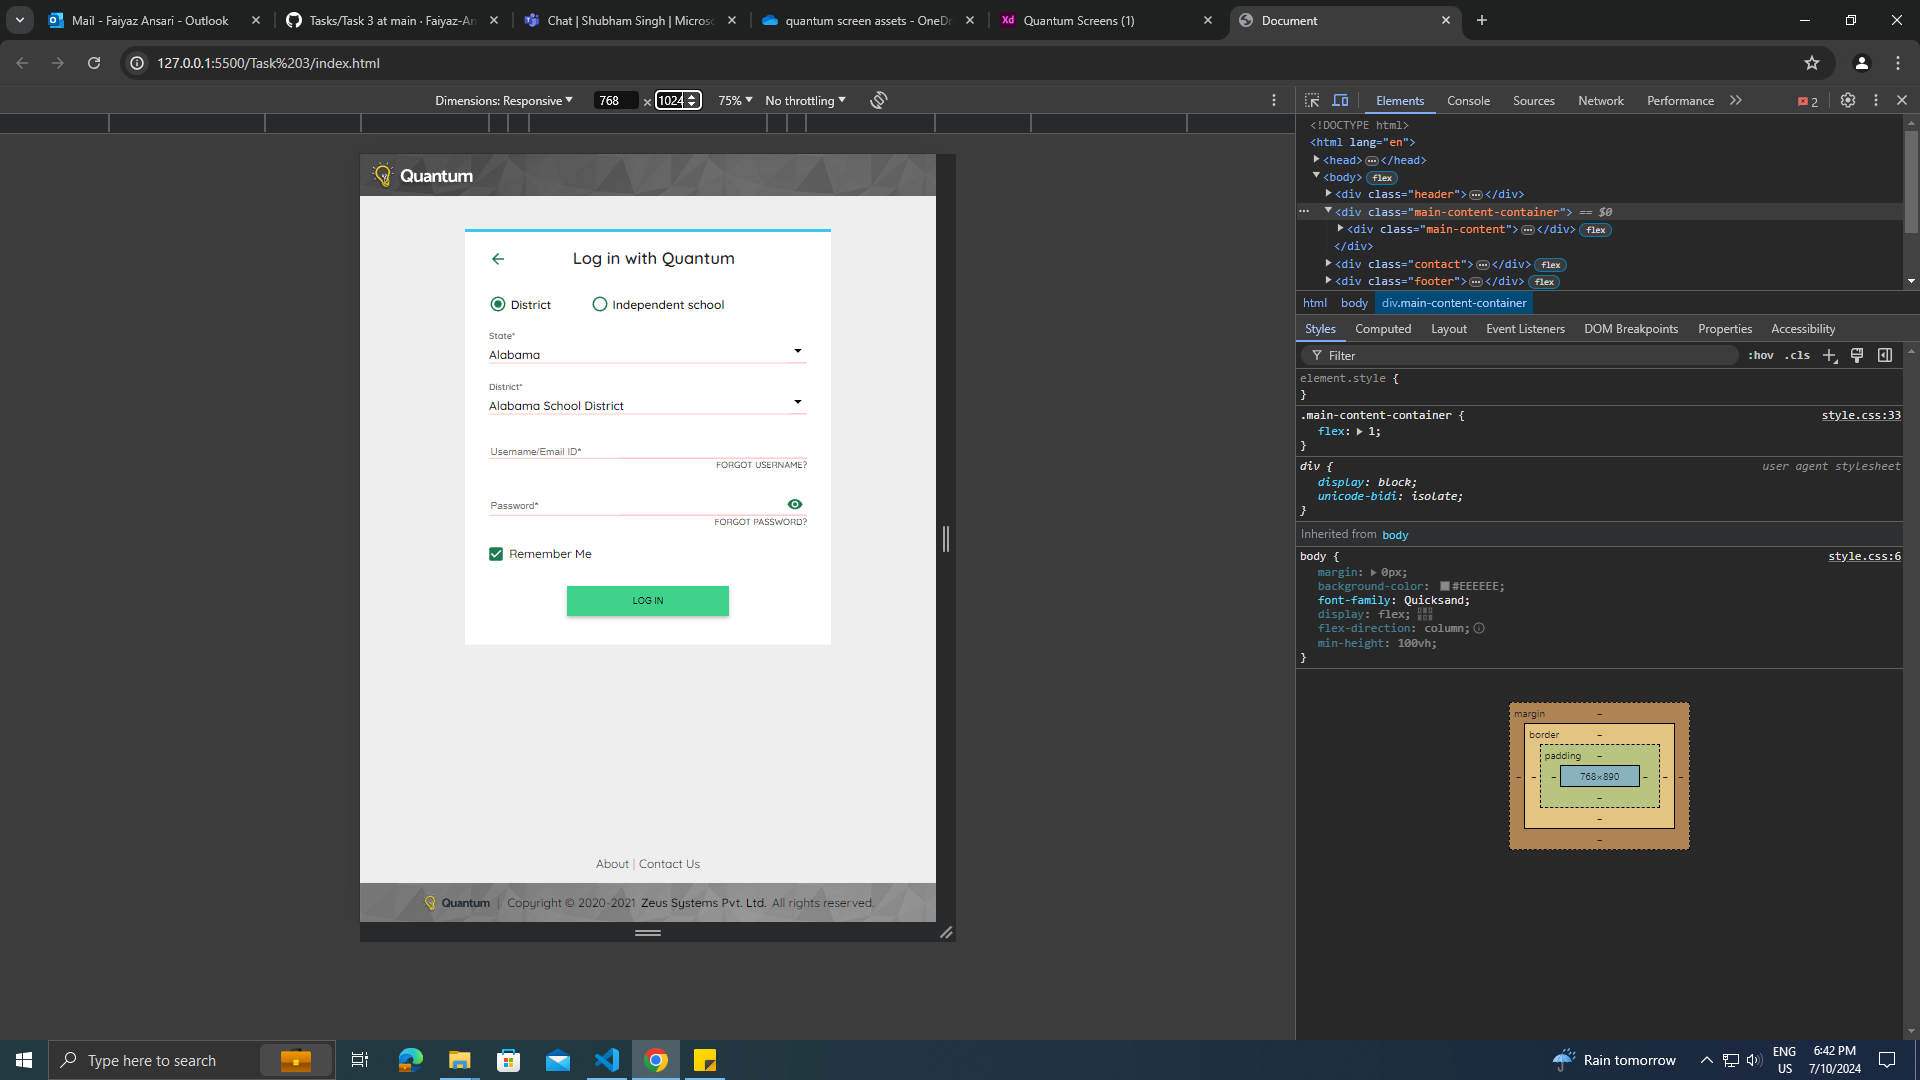 Mail - Faiyaz Ansari - Outlook
Tasks/Task 3 at main · Faiyaz-An
Chat | Shubham Singh | Microso
quantum screen assets - OneDr
Xd Quantum Screens (1)
Document
127.0.0.1:5500/Task%203/index.html
Dimensions: Responsive 768 × 1024 75% No throttling
Elements Console Sources Network Performance 2
<!DOCTYPE html>
<html lang="en">
<head>…</head>
<body> flex
<div class="header">…</div>
<div class="main-content-container"> == $0
<div class="main-content">…</div> flex
</div>
<div class="contact">…</div> flex
<div class="footer">…</div> flex
html body div.main-content-container
Styles Computed Layout Event Listeners DOM Breakpoints Properties Accessibility
Filter :hov .cls
element.style {
}
.main-content-container { style.css:33
flex: 1;
}
div { user agent stylesheet
display: block;
unicode-bidi: isolate;
}
Inherited from body
body { style.css:6
margin: 0px;
background-color: #EEEEEE;
font-family: Quicksand;
display: flex;
flex-direction: column;
min-height: 100vh;
}
margin –
border –
padding –
– – – 768×890 – – –
–
–
–
Quantum
Log in with Quantum
District Independent school
State*
Alabama
District*
Alabama School District
Username/Email ID*
FORGOT USERNAME?
Password*
FORGOT PASSWORD?
Remember Me
LOG IN
About | Contact Us
Quantum | Copyright © 2020-2021 Zeus Systems Pvt. Ltd. All rights reserved.
Type here to search
Rain tomorrow
ENG
US
6:42 PM
7/10/2024